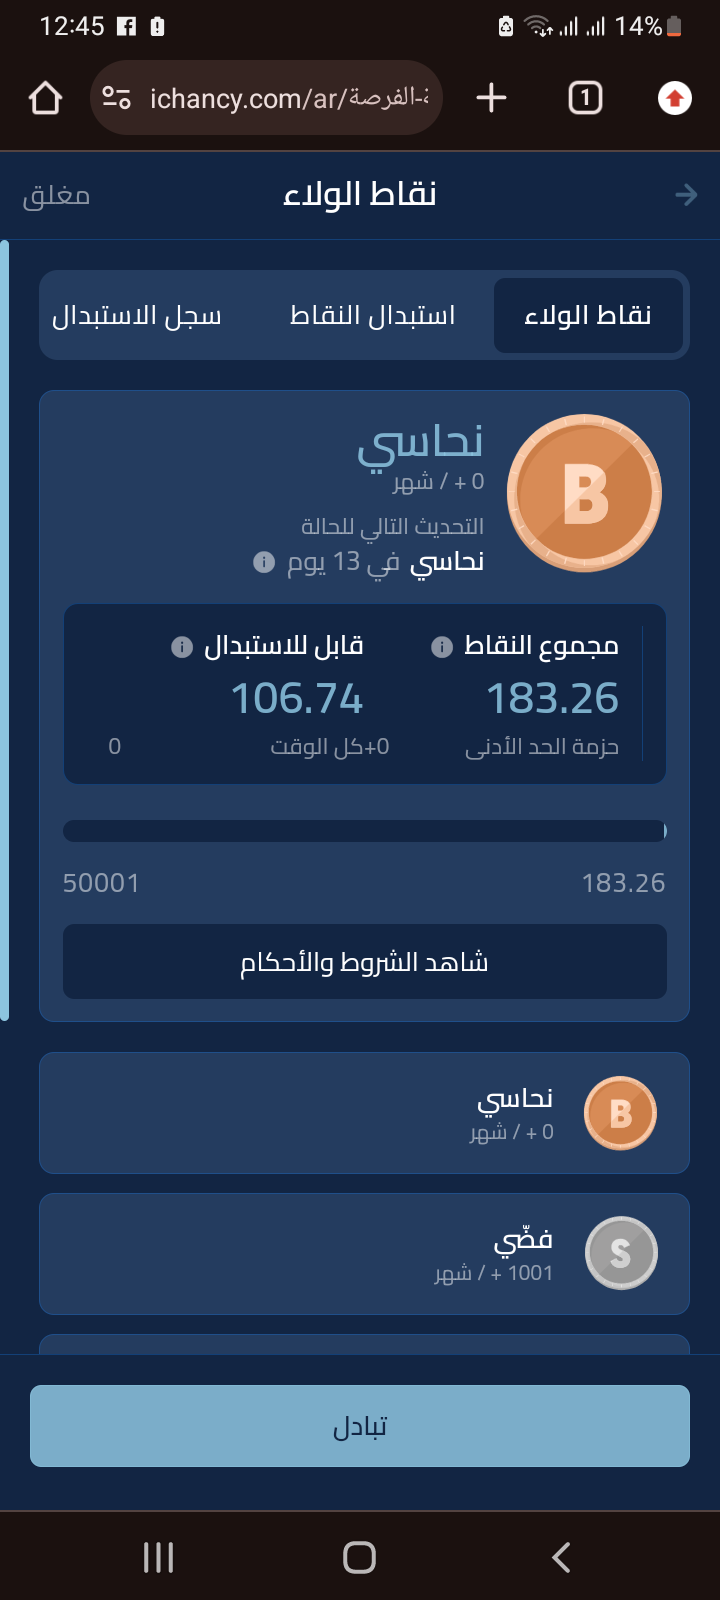 12:45
14%
ichancy.com/ar/
1
نقاط الولاء
مغلق
نقاط الولاء
استبدال النقاط
سجل الاستبدال
B
نحاسي
0 + / شهر
التحديث التالي للحالة
نحاسي في 13 يوم
مجموع النقاط
183.26
حزمة الحد الأدنى
قابل للاستبدال
106.74
0+كل الوقت
0
183.26
50001
شاهد الشروط والأحكام
B
نحاسي
0 + / شهر
S
فضّي
1001 + / شهر
تبادل